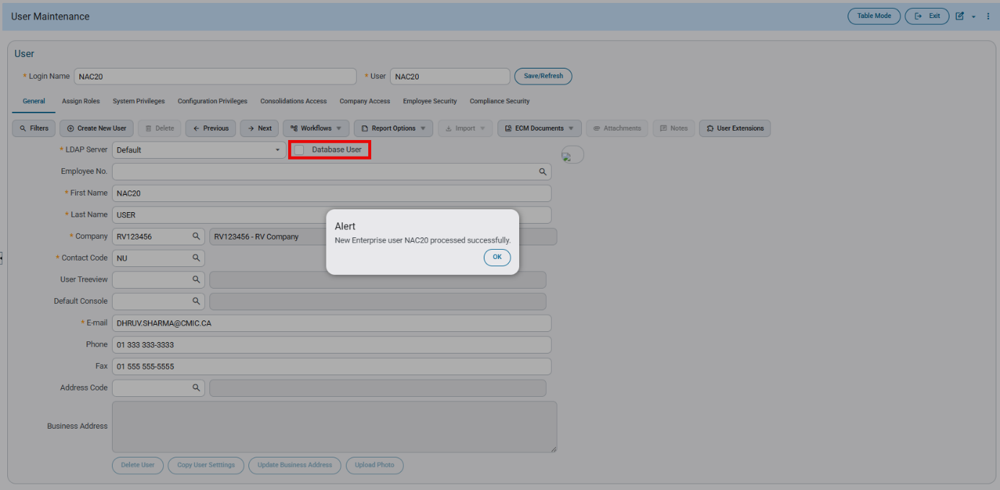 User Maintenance
Table Mode
Exit
User
* Login Name NAC20 * User NAC20 Save/Refresh
General Assign Roles System Privileges Configuration Privileges Consolidations Access Company Access Employee Security Compliance Security
Filters Create New User Delete Previous Next Workflows Report Options Import ECM Documents Attachments Notes User Extensions
* LDAP Server Default Database User
Employee No.
* First Name NAC20
* Last Name USER
* Company RV123456 RV123456 - RV Company
* Contact Code NU
User Treeview
Default Console
* E-mail DHRUV.SHARMA@CMIC.CA
Phone 01 333 333-3333
Fax 01 555 555-5555
Address Code
Business Address
Delete User Copy User Setttings Update Business Address Upload Photo
Alert
New Enterprise user NAC20 processed successfully.
OK